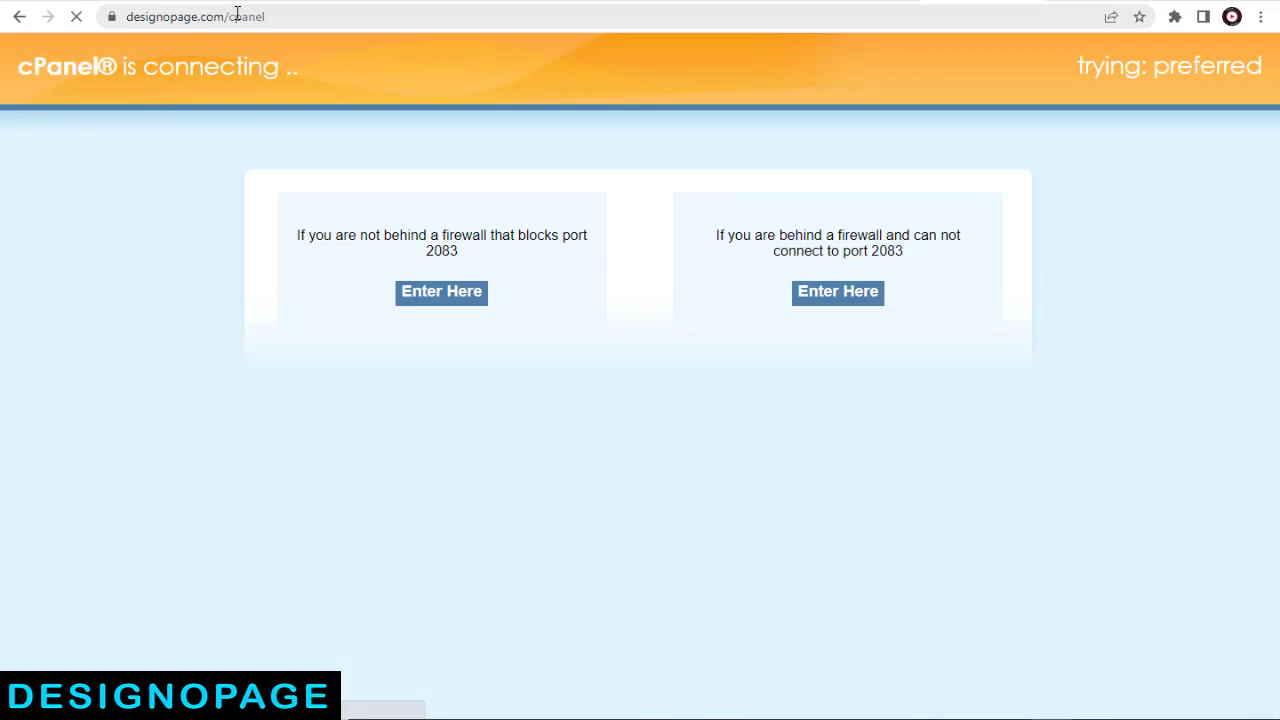 designopage.com/cpanel
cPanel® is connecting ..
trying: preferred
If you are not behind a firewall that blocks port
2083
Enter Here
If you are behind a firewall and can not
connect to port 2083
Enter Here
DESIGNOPAGE